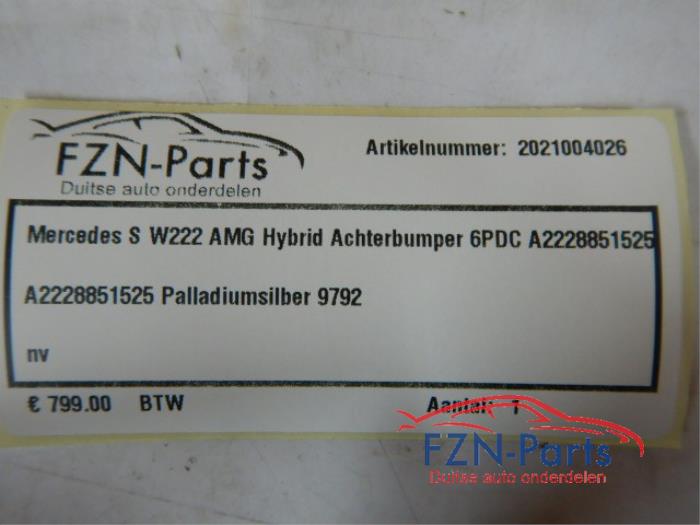 FZN-Parts
Duitse auto onderdelen
Artikelnummer: 2021004026
Mercedes S W222 AMG Hybrid Achterbumper 6PDC A2228851525
A2228851525 Palladiumsilber 9792
nv
€ 799.00 BTW
Aantal: 1
FZN-Parts
Duitse auto onderdelen